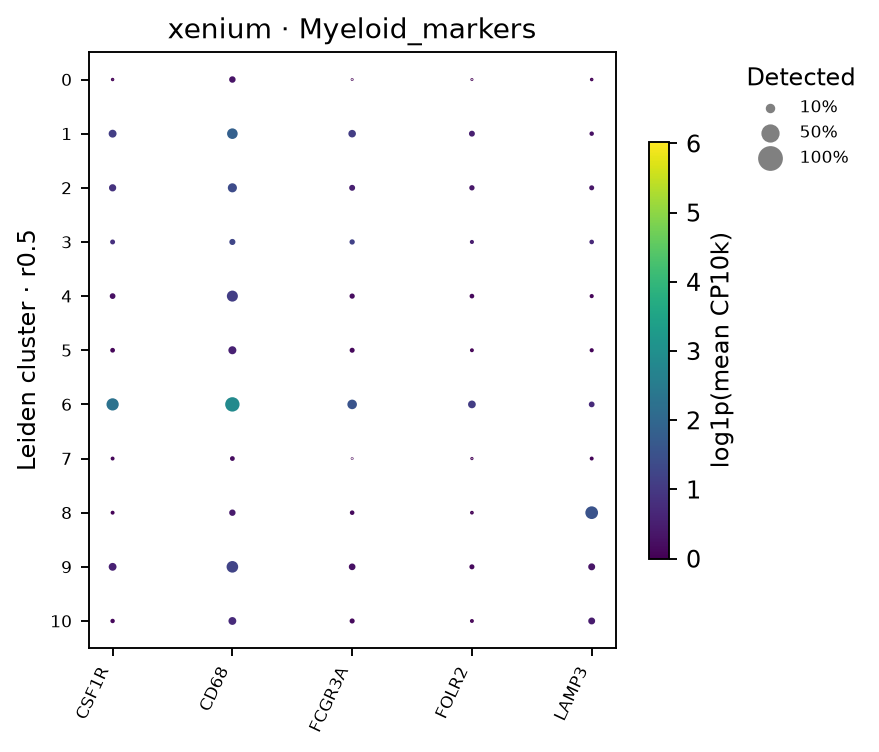 xenium · Myeloid_markers
Detected
10%
50%
100%
Leiden cluster · r0.5
0
1
2
3
4
5
6
7
8
9
10
CSF1R
CD68
FCGR3A
FOLR2
LAMP3
6
5
4
3
2
1
0
log1p(mean CP10k)